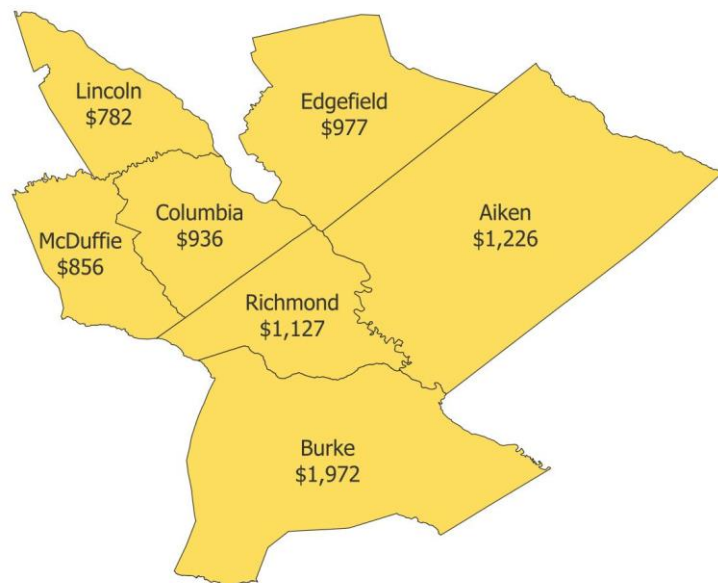 Lincoln
$782
Edgefield
$977
Columbia
$936
Aiken
$1,226
McDuffie
$856
Richmond
$1,127
Burke
$1,972